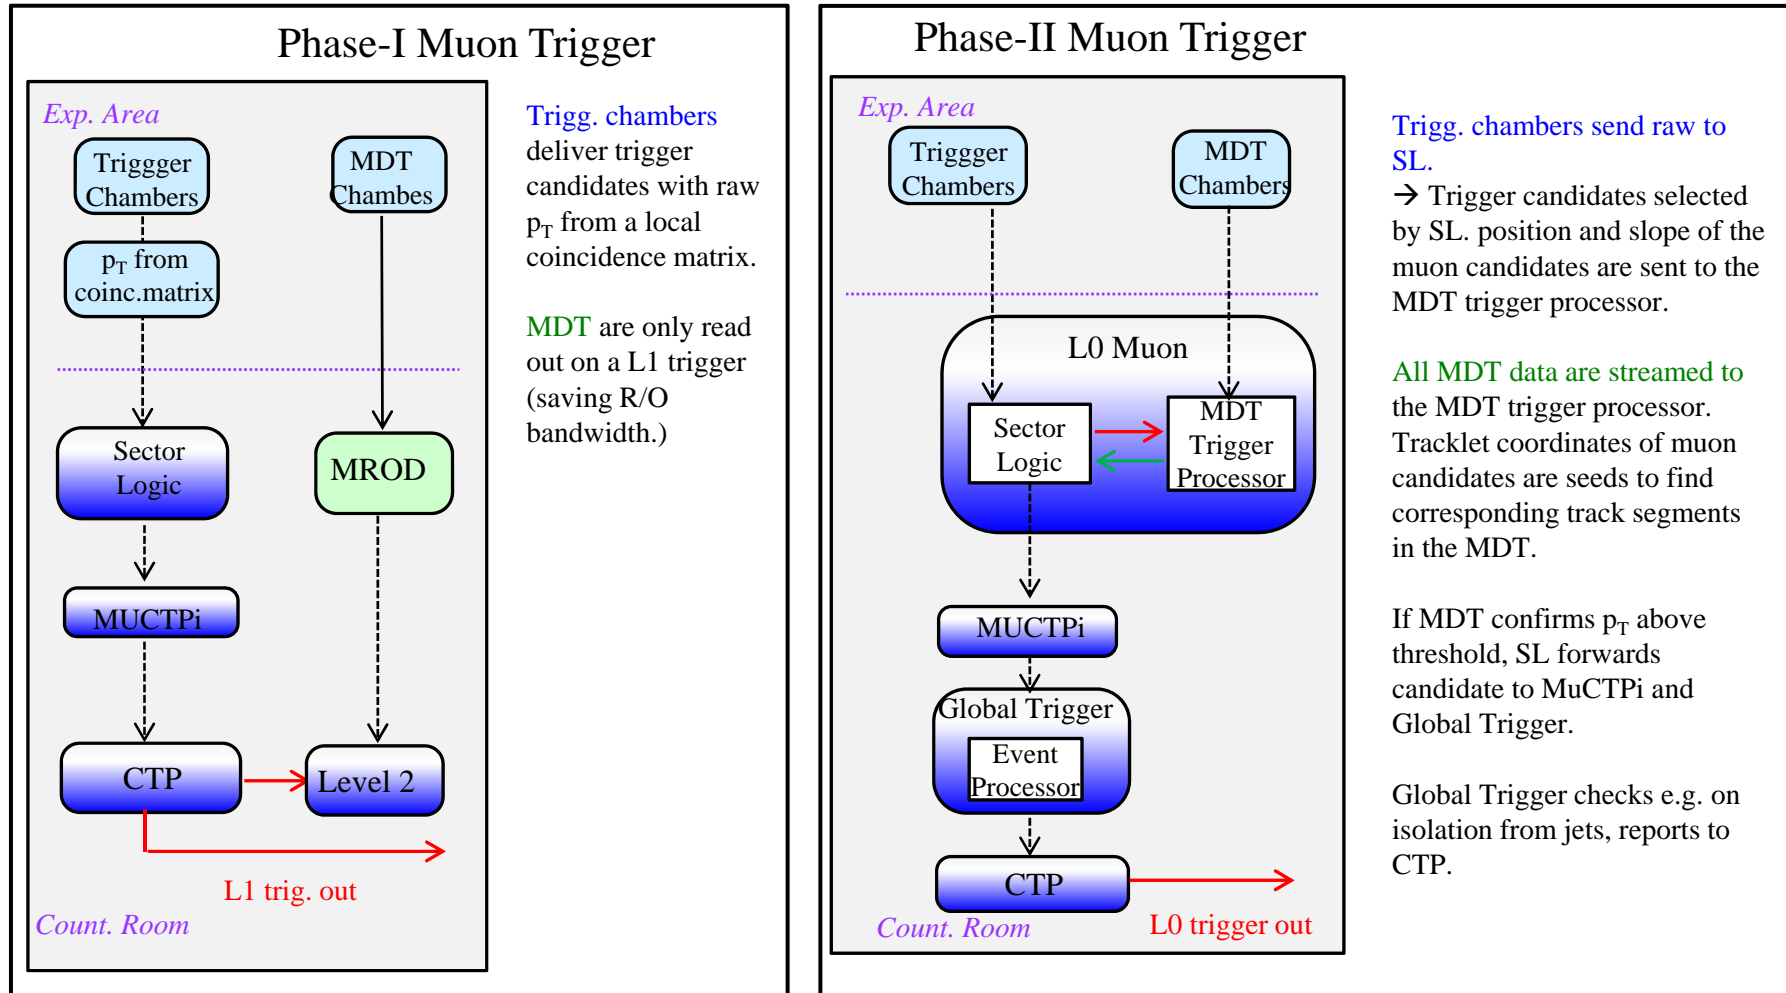 Phase-I Muon Trigger
Exp. Area
Triggger
Chambers
MDT
Chambes
p_T from
coinc.matrix
Sector
Logic
MROD
MUCTPi
CTP
Level 2
L1 trig. out
Count. Room
Trigg. chambers
deliver trigger
candidates with raw
p_T from a local
coincidence matrix.
MDT are only read
out on a L1 trigger
(saving R/O
bandwidth.)
Phase-II Muon Trigger
Exp. Area
Triggger
Chambers
MDT
Chambers
L0 Muon
Sector
Logic
MDT
Trigger
Processor
MUCTPi
Global Trigger
Event
Processor
CTP
L0 trigger out
Count. Room
Trigg. chambers send raw to
SL.
→ Trigger candidates selected
by SL. position and slope of the
muon candidates are sent to the
MDT trigger processor.
All MDT data are streamed to
the MDT trigger processor.
Tracklet coordinates of muon
candidates are seeds to find
corresponding track segments
in the MDT.
If MDT confirms p_T above
threshold, SL forwards
candidate to MuCTPi and
Global Trigger.
Global Trigger checks e.g. on
isolation from jets, reports to
CTP.